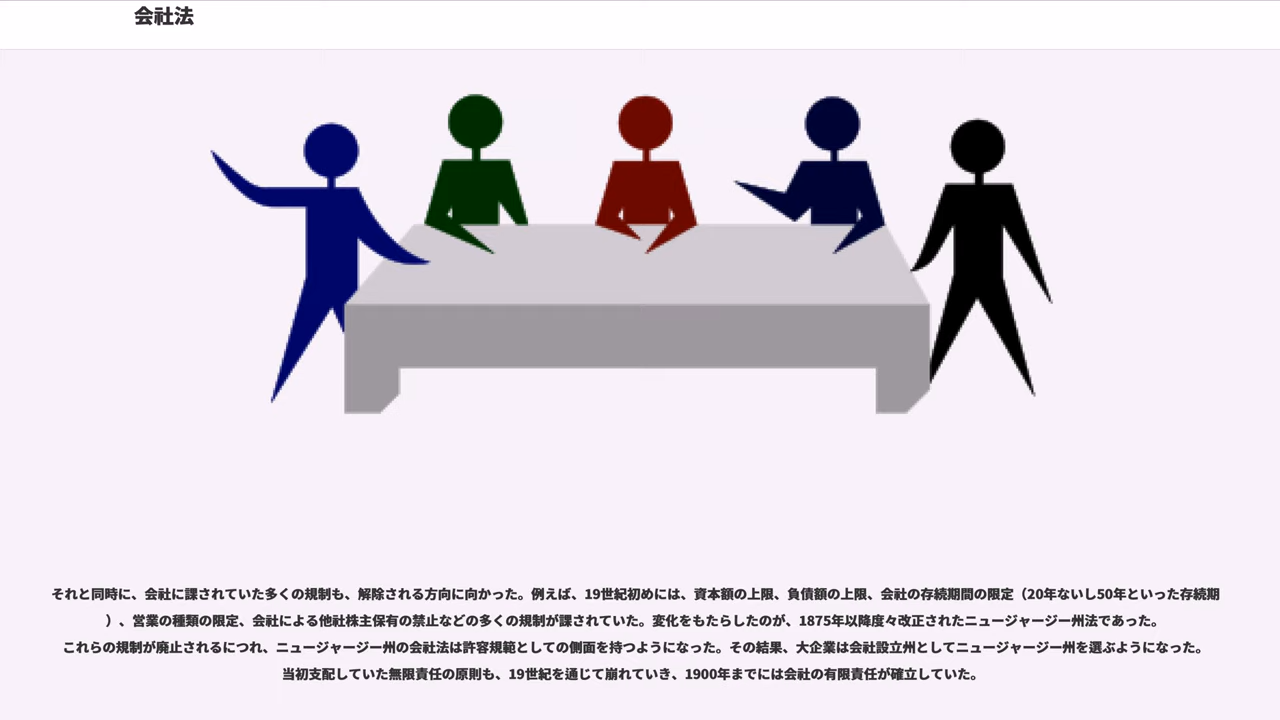 会社法
それと同時に、会社に課されていた多くの規制も、解除される方向に向かった。例えば、19世紀初めには、資本額の上限、負債額の上限、会社の存続期間の限定（20年ないし50年といった存続期
）、営業の種類の限定、会社による他社株主保有の禁止などの多くの規制が課されていた。変化をもたらしたのが、1875年以降度々改正されたニュージャージー州法であった。
これらの規制が廃止されるにつれ、ニュージャージー州の会社法は許容規範としての側面を持つようになった。その結果、大企業は会社設立州としてニュージャージー州を選ぶようになった。
当初支配していた無限責任の原則も、19世紀を通じて崩れていき、1900年までには会社の有限責任が確立していた。